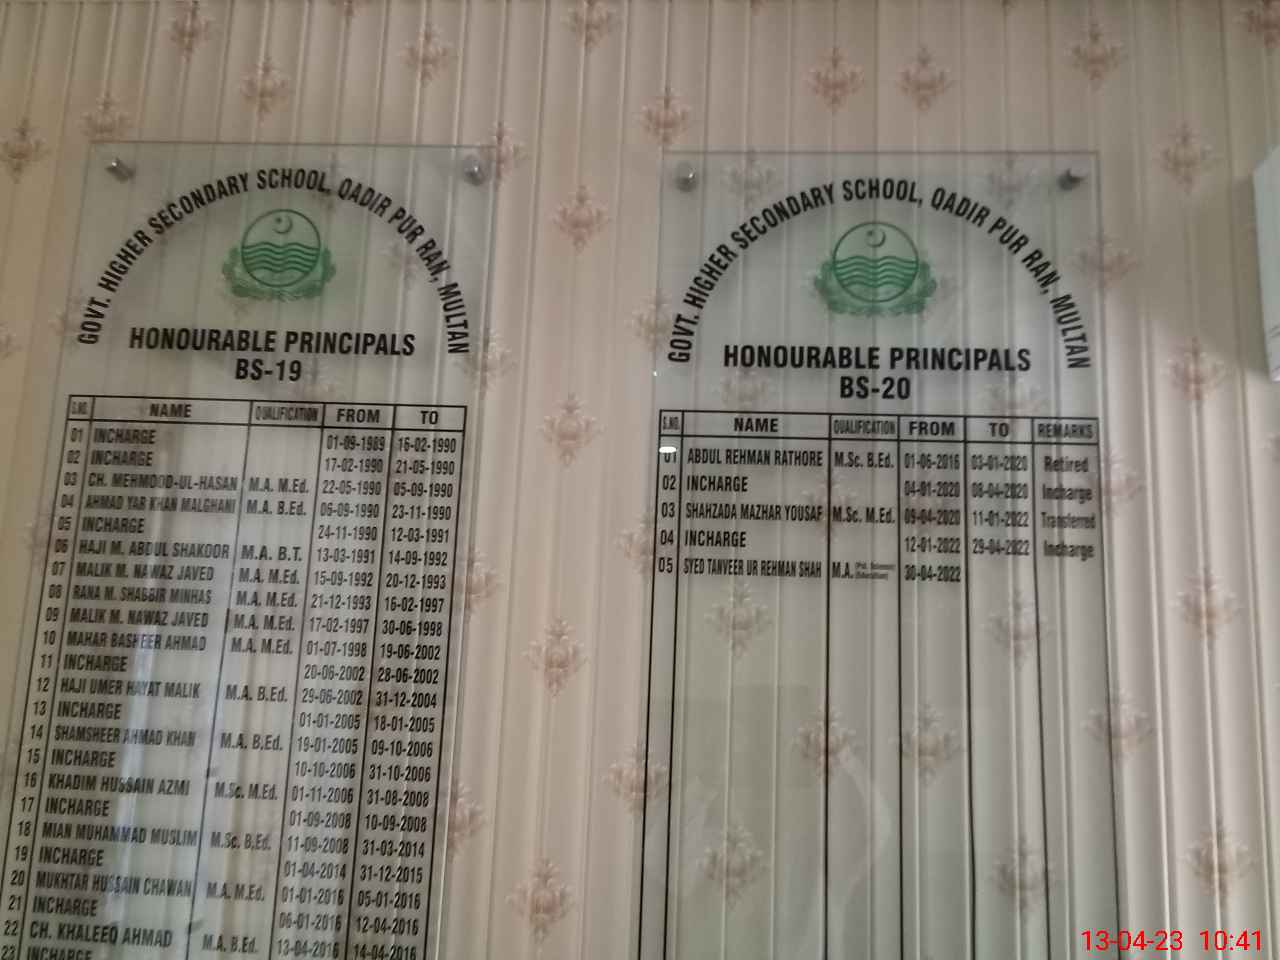 GOVT. HIGHER SECONDARY SCHOOL, QADIR PUR RAN, MULTAN
HONOURABLE PRINCIPALS
BS-19
S.NO. NAME QUALIFICATION FROM TO
01 INCHARGE 01-09-1989 16-02-1990
02 INCHARGE 17-02-1990 21-05-1990
03 CH. MEHMOOD-UL-HASAN M.A. M.Ed. 22-05-1990 05-09-1990
04 AHMAD YAR KHAN MALGHANI M.A. B.Ed. 06-09-1990 23-11-1990
05 INCHARGE 24-11-1990 12-03-1991
06 HAJI M. ABDUL SHAKOOR M.A. B.T. 13-03-1991 14-09-1992
07 MALIK M. NAWAZ JAVED M.A. M.Ed. 15-09-1992 20-12-1993
08 RANA M. SHABBIR MINHAS M.A. M.Ed. 21-12-1993 16-02-1997
09 MALIK M. NAWAZ JAVED M.A. M.Ed. 17-02-1997 30-06-1998
10 MAHAR BASHEER AHMAD M.A. M.Ed. 01-07-1998 19-06-2002
11 INCHARGE 20-06-2002 28-06-2002
12 HAJI UMER HAYAT MALIK M.A. B.Ed. 29-06-2002 31-12-2004
13 INCHARGE 01-01-2005 18-01-2005
14 SHAMSHEER AHMAD KHAN M.A. B.Ed. 19-01-2005 09-10-2006
15 INCHARGE 10-10-2006 31-10-2006
16 KHADIM HUSSAIN AZMI M.Sc. M.Ed. 01-11-2006 31-08-2008
17 INCHARGE 01-09-2008 10-09-2008
18 MIAN MUHAMMAD MUSLIM M.Sc. B.Ed. 11-09-2008 31-03-2014
19 INCHARGE 01-04-2014 31-12-2015
20 MUKHTAR HUSSAIN CHAWAN M.A. M.Ed. 01-01-2016 05-01-2016
21 INCHARGE 06-01-2016 12-04-2016
22 CH. KHALEEQ AHMAD M.A. B.Ed. 13-04-2016 14-04-2016
23 INCHARGE
GOVT. HIGHER SECONDARY SCHOOL, QADIR PUR RAN, MULTAN
HONOURABLE PRINCIPALS
BS-20
S.NO. NAME QUALIFICATION FROM TO REMARKS
01 ABDUL REHMAN RATHORE M.Sc. B.Ed. 01-06-2016 03-01-2020 Retired
02 INCHARGE 04-01-2020 08-04-2020 Incharge
03 SHAHZADA MAZHAR YOUSAF M.Sc. M.Ed. 09-04-2020 11-01-2022 Transferred
04 INCHARGE 12-01-2022 29-04-2022 Incharge
05 SYED TANVEER UR REHMAN SHAH M.A. (Pol. Science) (Education) 30-04-2022
13-04-23 10:41